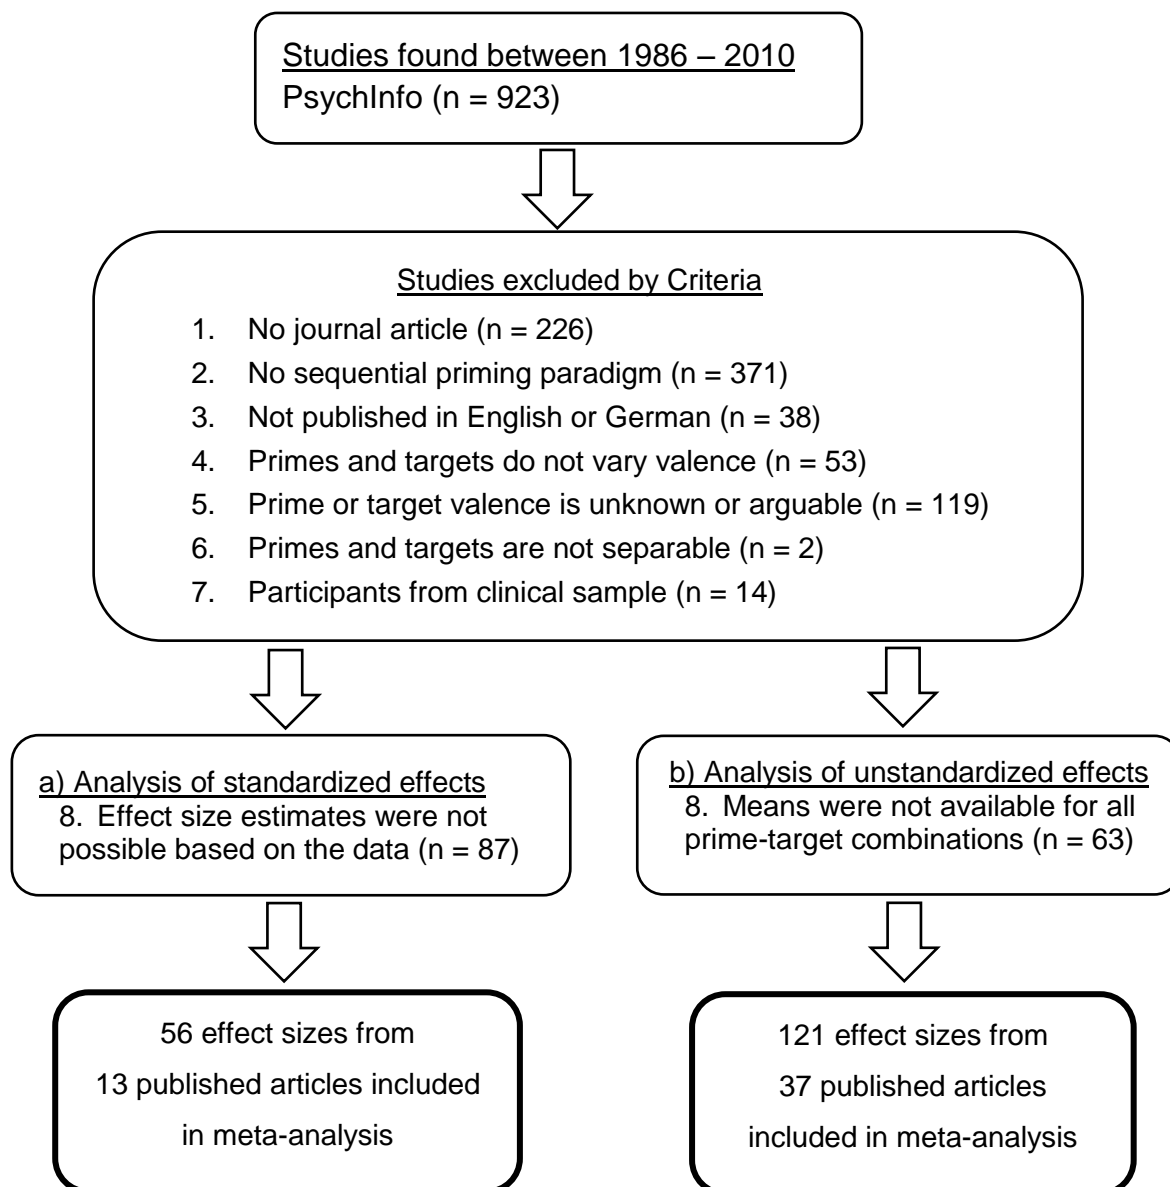 Studies found between 1986 – 2010
PsychInfo (n = 923)
Studies excluded by Criteria
1. No journal article (n = 226)
2. No sequential priming paradigm (n = 371)
3. Not published in English or German (n = 38)
4. Primes and targets do not vary valence (n = 53)
5. Prime or target valence is unknown or arguable (n = 119)
6. Primes and targets are not separable (n = 2)
7. Participants from clinical sample (n = 14)
a) Analysis of standardized effects
8. Effect size estimates were not
possible based on the data (n = 87)
b) Analysis of unstandardized effects
8. Means were not available for all
prime-target combinations (n = 63)
56 effect sizes from
13 published articles included
in meta-analysis
121 effect sizes from
37 published articles
included in meta-analysis